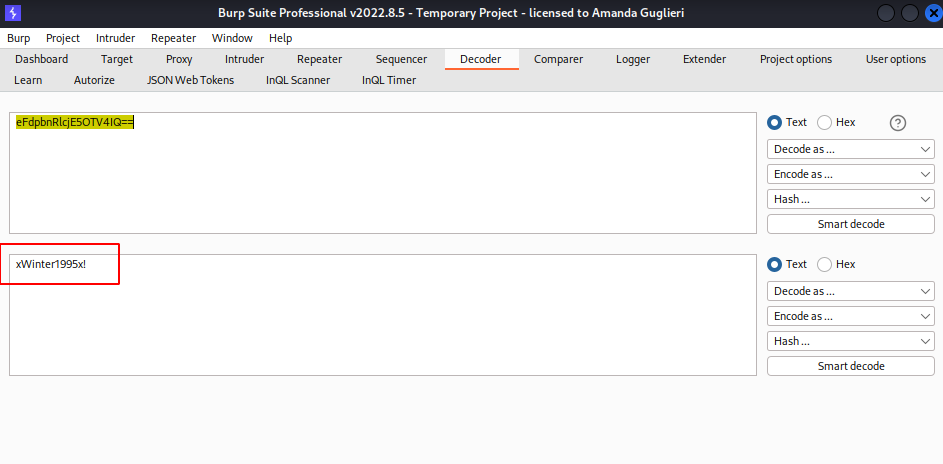 Burp Suite Professional v2022.8.5 - Temporary Project - licensed to Amanda Guglieri
Burp Project Intruder Repeater Window Help
Dashboard Target Proxy Intruder Repeater Sequencer Decoder Comparer Logger Extender Project options User options
Learn Autorize JSON Web Tokens InQL Scanner InQL Timer
eFdpbnRlcjE5OTV4IQ==
Text Hex ?
Decode as ...
Encode as ...
Hash ...
Smart decode
xWinter1995x!
Text Hex
Decode as ...
Encode as ...
Hash ...
Smart decode